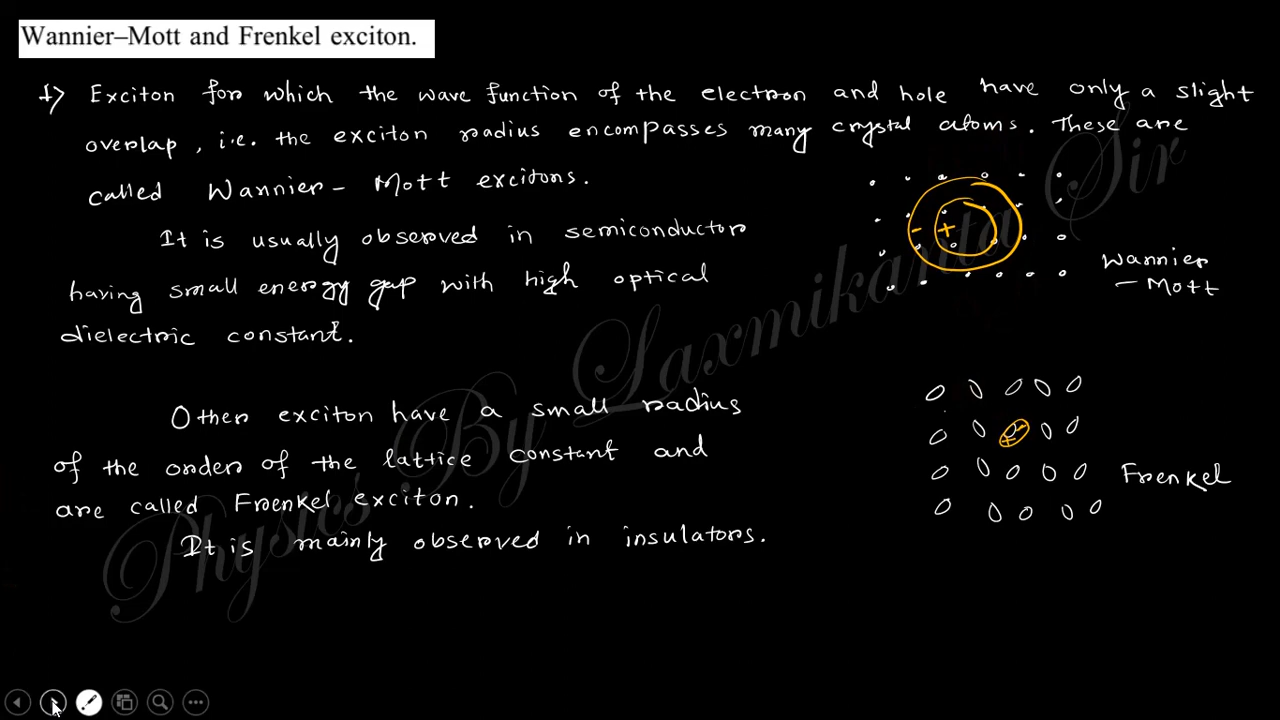 Wannier–Mott and Frenkel exciton.
1) Exciton for which the wave function of the electron and hole have only a slight
overlap, i.e. the exciton radius encompasses many crystal atoms. These are
called Wannier - Mott excitons.
It is usually observed in semiconductor
having small energy gap with high optical
dielectric constant.
- +
Wannier
- Mott
Other exciton have a small radius
of the order of the lattice constant and
are called Frenkel exciton.
It is mainly observed in insulators.
+ -
Frenkel
Physics By Laxmikanta Sir